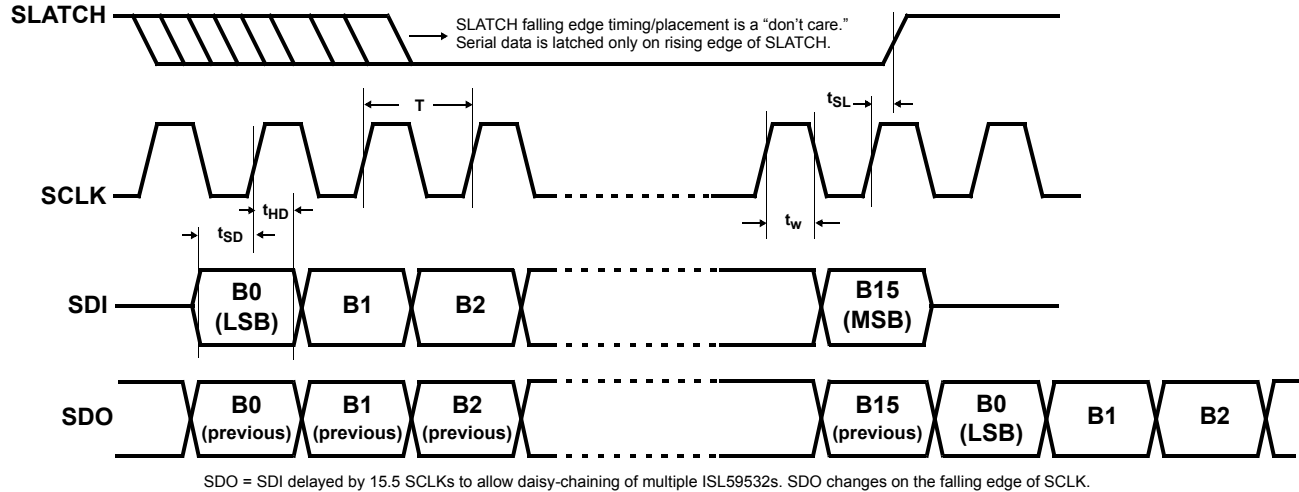 SLATCH
SLATCH falling edge timing/placement is a “don’t care.”
Serial data is latched only on rising edge of SLATCH.
T
tSL
SCLK
tHD
tSD
tw
SDI
B0
(LSB)
B1
B2
B15
(MSB)
SDO
B0
(previous)
B1
(previous)
B2
(previous)
B15
(previous)
B0
(LSB)
B1
B2
SDO = SDI delayed by 15.5 SCLKs to allow daisy-chaining of multiple ISL59532s. SDO changes on the falling edge of SCLK.